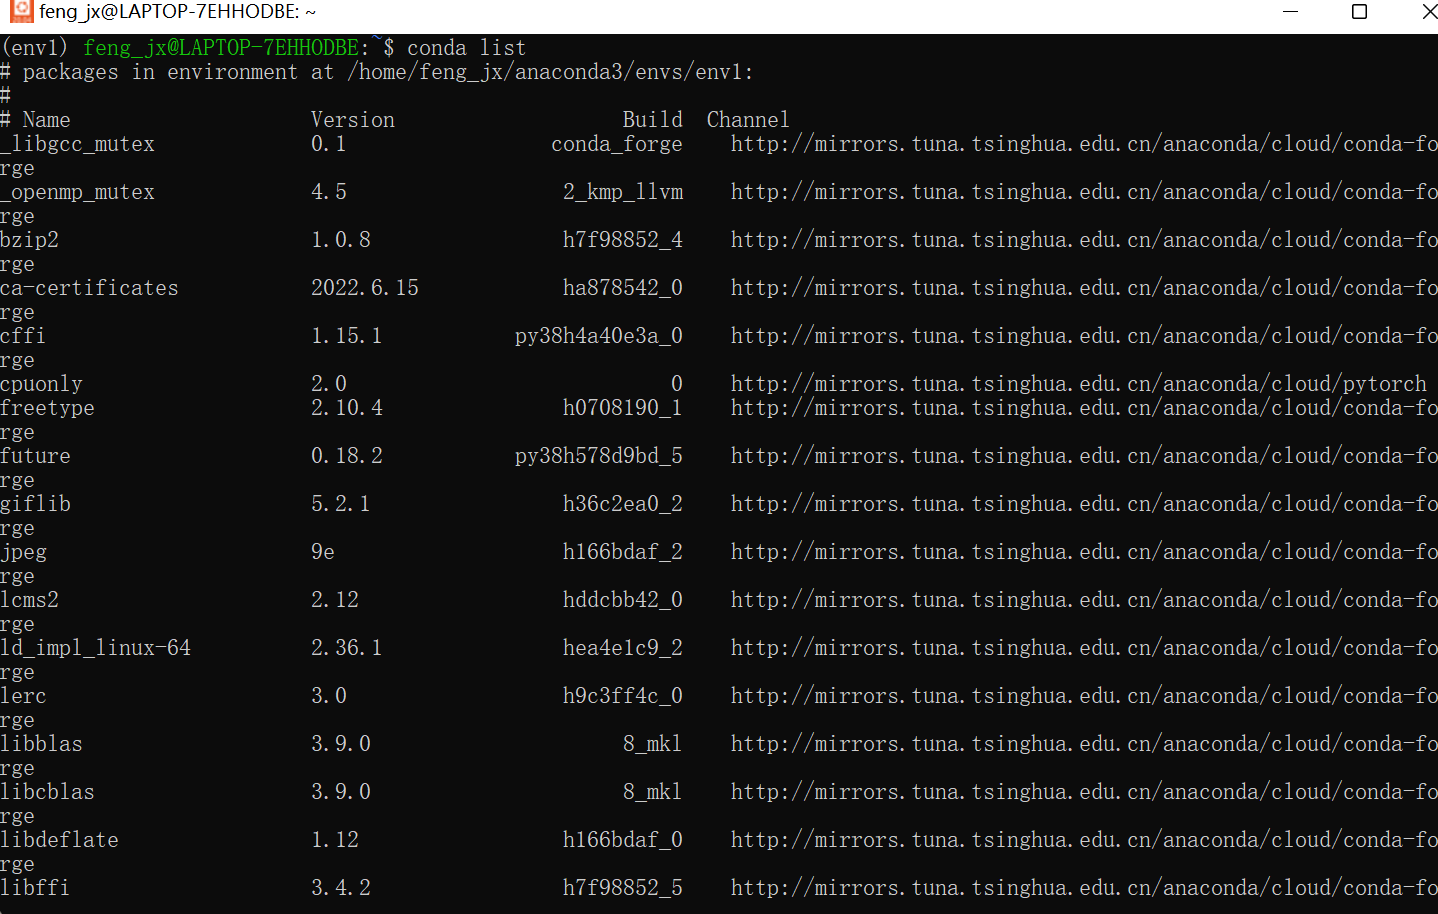 feng_jx@LAPTOP-7EHHODBE: ~
(env1) feng_jx@LAPTOP-7EHHODBE:~$ conda list
# packages in environment at /home/feng_jx/anaconda3/envs/env1:
#
# Name Version Build Channel
_libgcc_mutex 0.1 conda_forge http://mirrors.tuna.tsinghua.edu.cn/anaconda/cloud/conda-fo
rge
_openmp_mutex 4.5 2_kmp_llvm http://mirrors.tuna.tsinghua.edu.cn/anaconda/cloud/conda-fo
rge
bzip2 1.0.8 h7f98852_4 http://mirrors.tuna.tsinghua.edu.cn/anaconda/cloud/conda-fo
rge
ca-certificates 2022.6.15 ha878542_0 http://mirrors.tuna.tsinghua.edu.cn/anaconda/cloud/conda-fo
rge
cffi 1.15.1 py38h4a40e3a_0 http://mirrors.tuna.tsinghua.edu.cn/anaconda/cloud/conda-fo
rge
cpuonly 2.0 0 http://mirrors.tuna.tsinghua.edu.cn/anaconda/cloud/pytorch
freetype 2.10.4 h0708190_1 http://mirrors.tuna.tsinghua.edu.cn/anaconda/cloud/conda-fo
rge
future 0.18.2 py38h578d9bd_5 http://mirrors.tuna.tsinghua.edu.cn/anaconda/cloud/conda-fo
rge
giflib 5.2.1 h36c2ea0_2 http://mirrors.tuna.tsinghua.edu.cn/anaconda/cloud/conda-fo
rge
jpeg 9e h166bdaf_2 http://mirrors.tuna.tsinghua.edu.cn/anaconda/cloud/conda-fo
rge
lcms2 2.12 hddcbb42_0 http://mirrors.tuna.tsinghua.edu.cn/anaconda/cloud/conda-fo
rge
ld_impl_linux-64 2.36.1 hea4e1c9_2 http://mirrors.tuna.tsinghua.edu.cn/anaconda/cloud/conda-fo
rge
lerc 3.0 h9c3ff4c_0 http://mirrors.tuna.tsinghua.edu.cn/anaconda/cloud/conda-fo
rge
libblas 3.9.0 8_mkl http://mirrors.tuna.tsinghua.edu.cn/anaconda/cloud/conda-fo
rge
libcblas 3.9.0 8_mkl http://mirrors.tuna.tsinghua.edu.cn/anaconda/cloud/conda-fo
rge
libdeflate 1.12 h166bdaf_0 http://mirrors.tuna.tsinghua.edu.cn/anaconda/cloud/conda-fo
rge
libffi 3.4.2 h7f98852_5 http://mirrors.tuna.tsinghua.edu.cn/anaconda/cloud/conda-fo